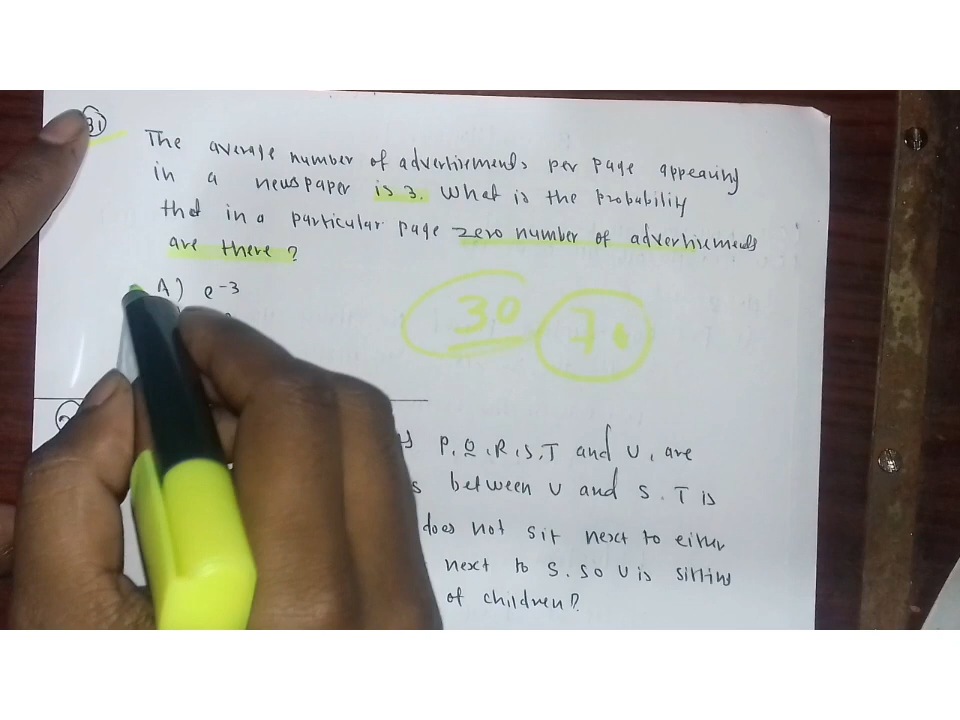 31
The average number of advertisements per page appearing
in a newspaper is 3. What is the probability
that in a particular page zero number of advertisements
are there?
A) e-3
30 71
P, Q, R, S, T and U, are
between U and S. T is
does not sit next to either
next to S. So U is sitting
of children?